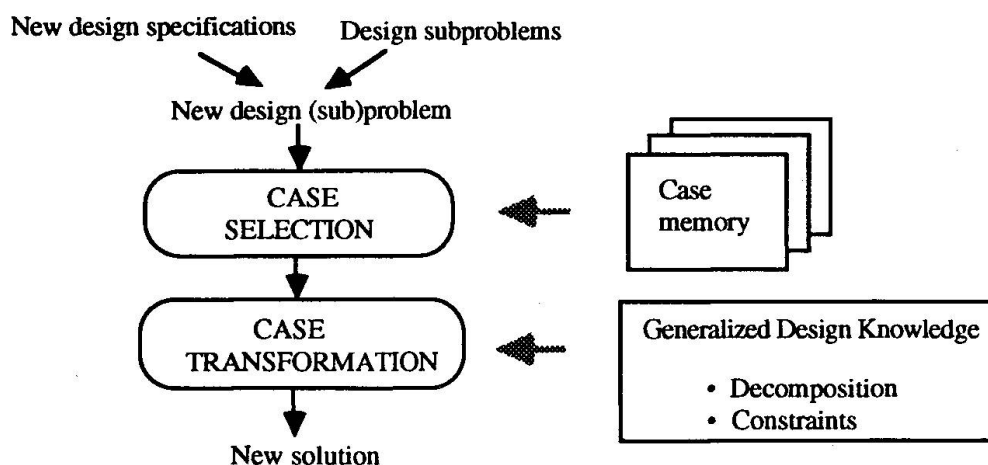 New design specifications
Design subproblems
New design (sub)problem
CASE
SELECTION
Case
memory
CASE
TRANSFORMATION
Generalized Design Knowledge
• Decomposition
• Constraints
New solution